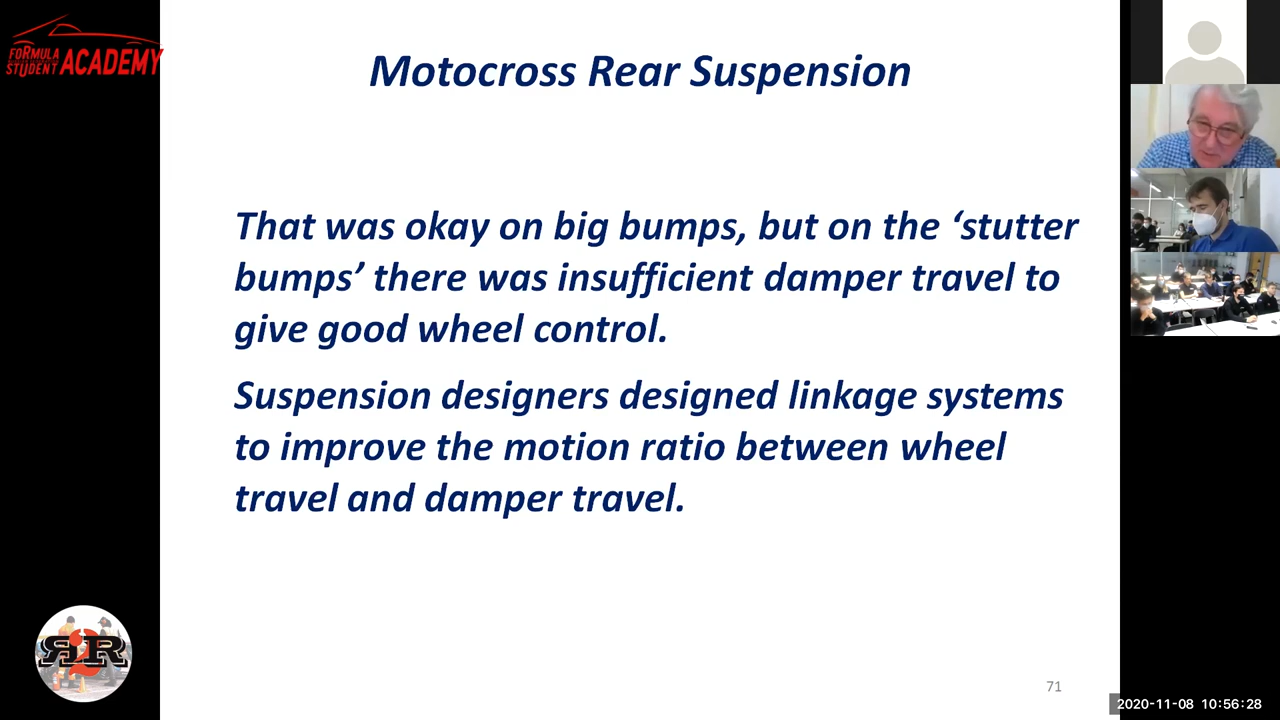 FORMULA
STUDENT ACADEMY
Motocross Rear Suspension
That was okay on big bumps, but on the ‘stutter
bumps’ there was insufficient damper travel to
give good wheel control.
Suspension designers designed linkage systems
to improve the motion ratio between wheel
travel and damper travel.
R2R
71
2020-11-08 10:56:28